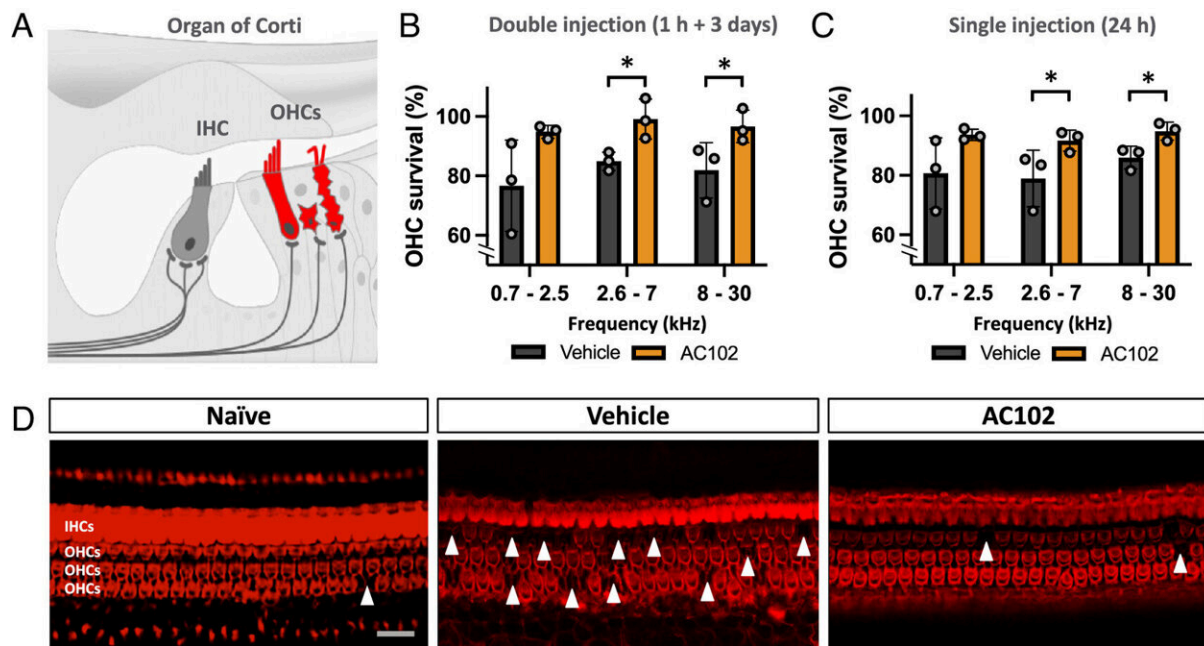 A
Organ of Corti
IHC
OHCs
B
Double injection (1 h + 3 days)
OHC survival (%)
100
80
60
*
*
0.7 - 2.5
2.6 - 7
8 - 30
Frequency (kHz)
Vehicle
AC102
C
Single injection (24 h)
OHC survival (%)
100
80
60
*
*
0.7 - 2.5
2.6 - 7
8 - 30
Frequency (kHz)
Vehicle
AC102
D
Naïve
Vehicle
AC102
IHCs
OHCs
OHCs
OHCs